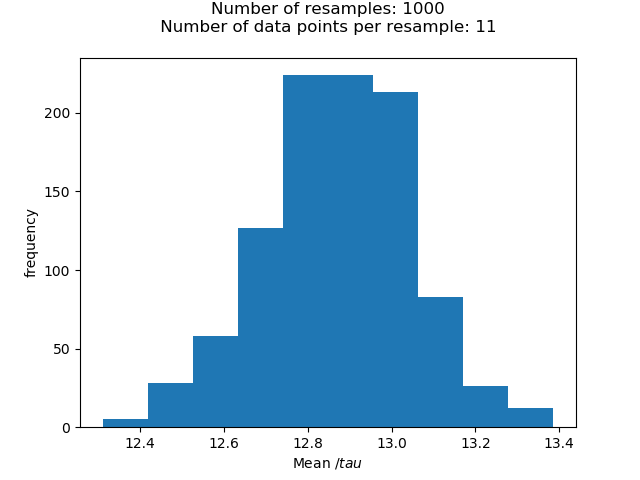 Number of resamples: 1000
Number of data points per resample: 11
200
150
100
50
0
frequency
12.4 12.6 12.8 13.0 13.2 13.4
Mean /tau